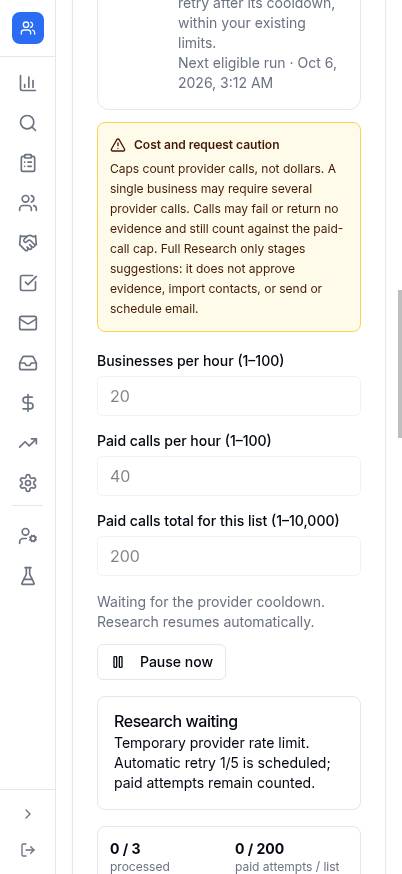 retry after its cooldown,
within your existing
limits.
Next eligible run · Oct 6,
2026, 3:12 AM
Cost and request caution
Caps count provider calls, not dollars. A
single business may require several
provider calls. Calls may fail or return no
evidence and still count against the paid-
call cap. Full Research only stages
suggestions: it does not approve
evidence, import contacts, or send or
schedule email.
Businesses per hour (1–100)
20
Paid calls per hour (1–100)
40
Paid calls total for this list (1–10,000)
200
Waiting for the provider cooldown.
Research resumes automatically.
Pause now
Research waiting
Temporary provider rate limit.
Automatic retry 1/5 is scheduled;
paid attempts remain counted.
0 / 3
processed
0 / 200
paid attempts / list